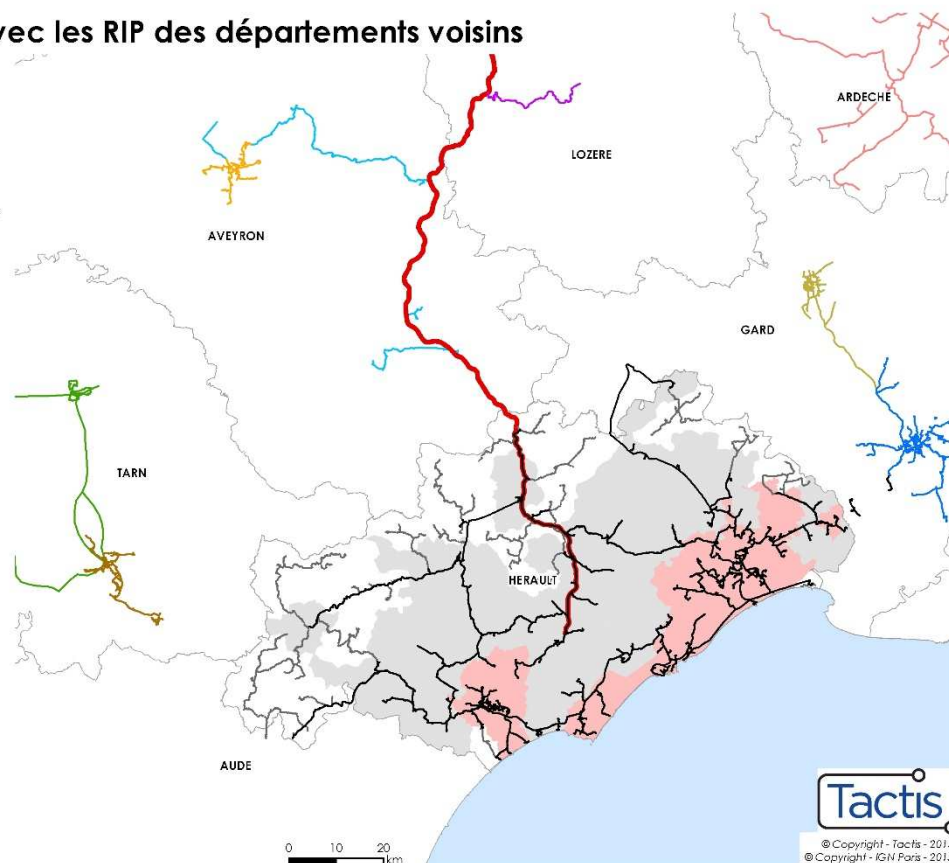 vec les RIP des départements voisins
ARDECHE
LOZERE
AVEYRON
GARD
TARN
HERAULT
AUDE
0 10 20
km
Tactis
© Copyright - Tactis - 201
© Copyright - IGN Paris - 201